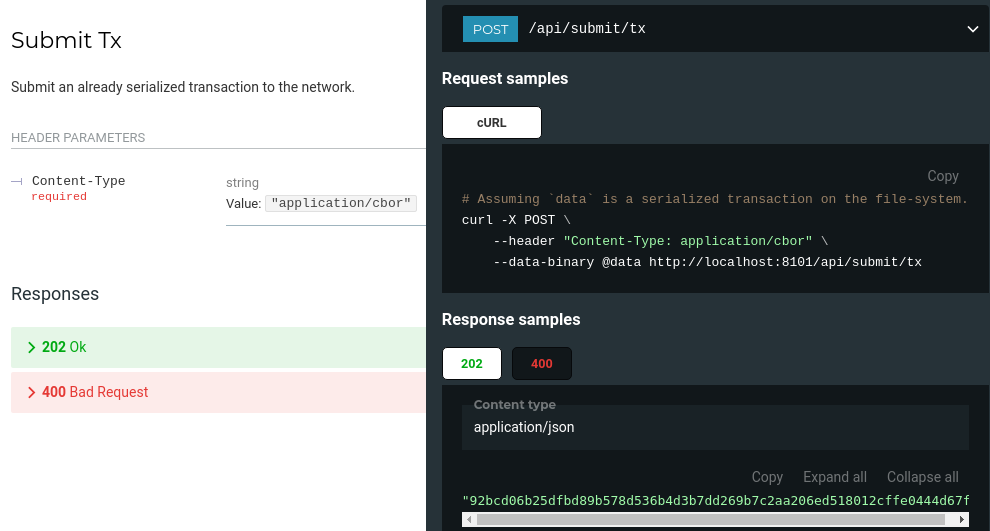 Submit Tx
Submit an already serialized transaction to the network.
HEADER PARAMETERS
Content-Type
required
string
Value: "application/cbor"
Responses
202 Ok
400 Bad Request
POST /api/submit/tx
Request samples
cURL
Copy
# Assuming `data` is a serialized transaction on the file-system.
curl -X POST \
--header "Content-Type: application/cbor" \
--data-binary @data http://localhost:8101/api/submit/tx
Response samples
202 400
Content type
application/json
Copy Expand all Collapse all
"92bcd06b25dfbd89b578d536b4d3b7dd269b7c2aa206ed518012cffe0444d67f